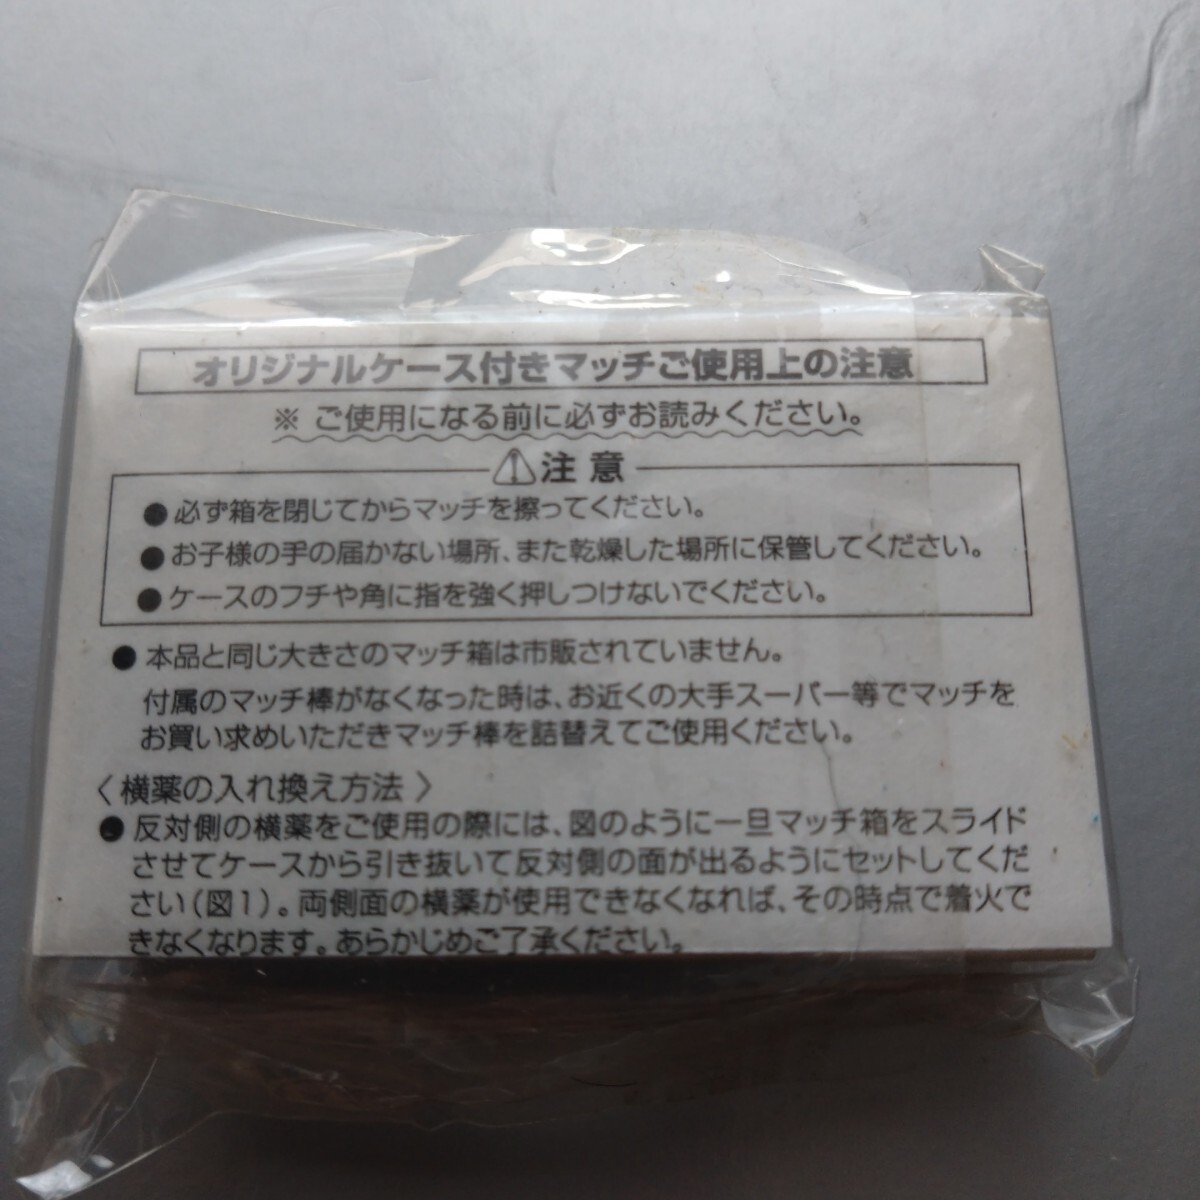 オリジナルケース付きマッチご使用上の注意
※ ご使用になる前に必ずお読みください。
⚠注意
●必ず箱を閉じてからマッチを擦ってください。
●お子様の手の届かない場所、また乾燥した場所に保管してください。
●ケースのフチや角に指を強く押しつけないでください。
●本品と同じ大きさのマッチ箱は市販されていません。
付属のマッチ棒がなくなった時は、お近くの大手スーパー等でマッチを
お買い求めいただきマッチ棒を詰替えてご使用ください。
〈横薬の入れ換え方法〉
●反対側の横薬をご使用の際には、図のように一旦マッチ箱をスライド
させてケースから引き抜いて反対側の面が出るようにセットしてくだ
さい(図1)。両側面の横薬が使用できなくなれば、その時点で着火で
きなくなります。あらかじめご了承ください。